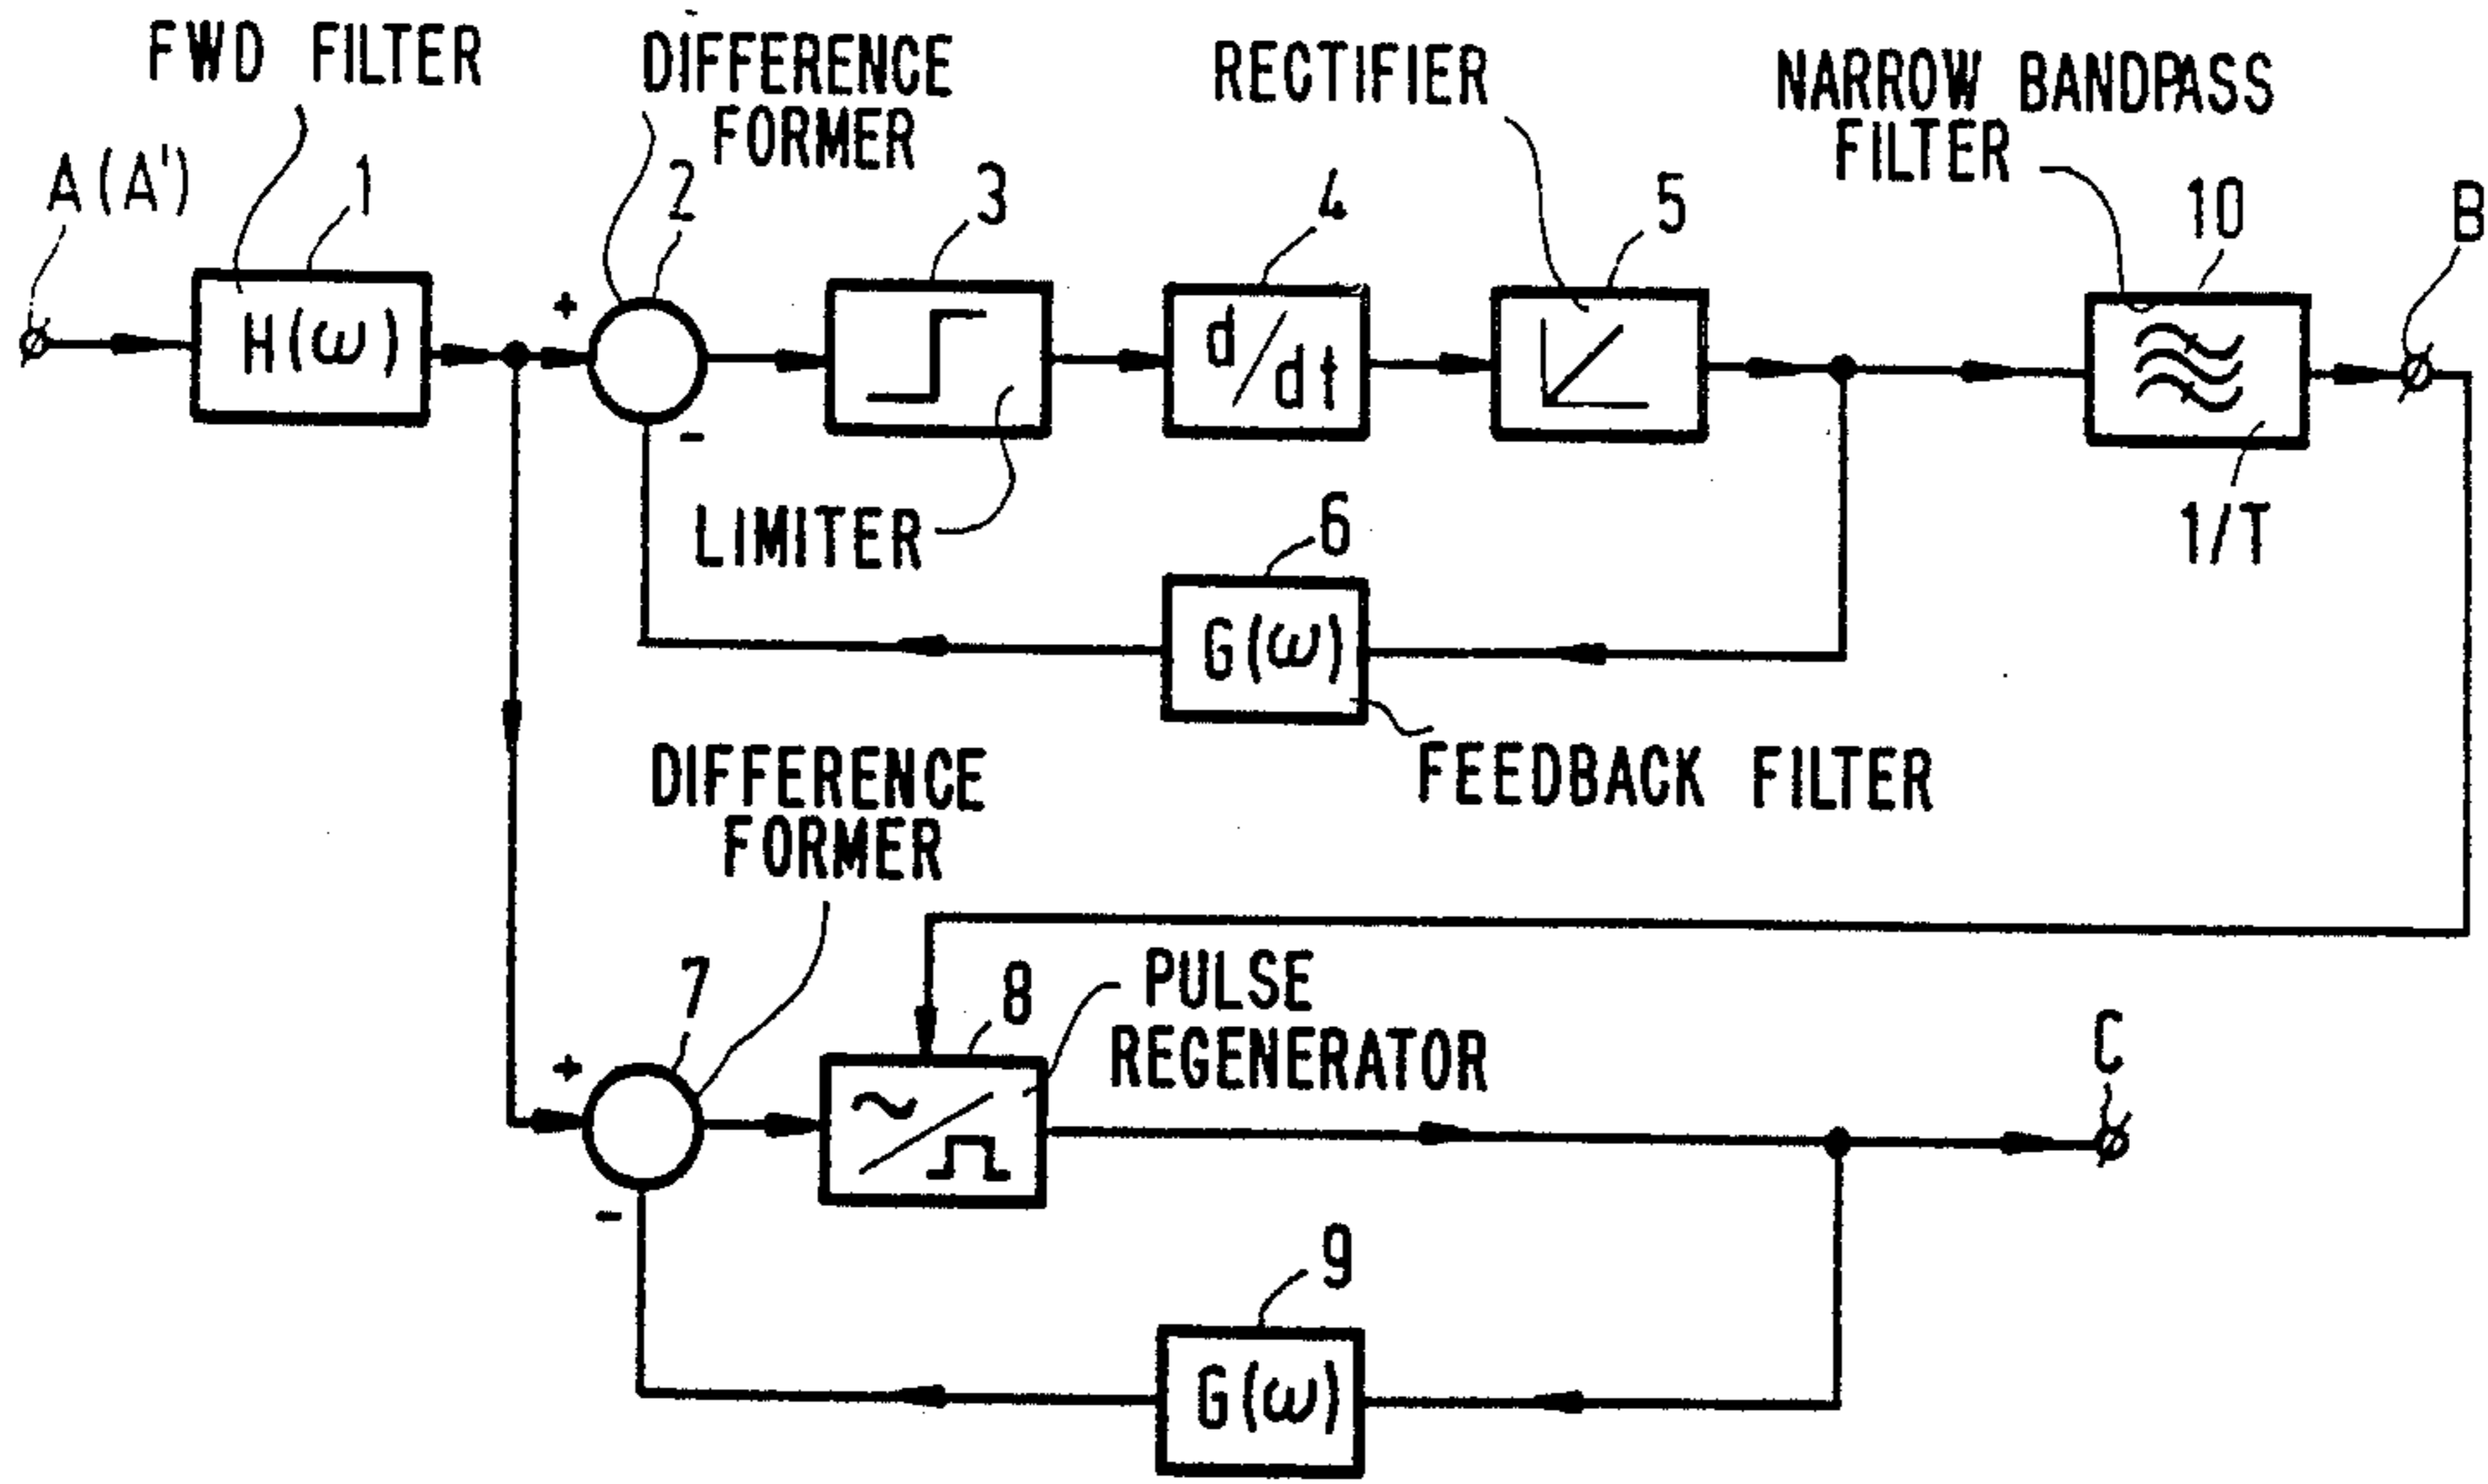 FWD FILTER
DIFFERENCE
FORMER
RECTIFIER
NARROW BANDPASS
FILTER
A(A')
1
2
3
4
5
10
B
+
H(ω)
d/dt
-
LIMITER
1/T
6
G(ω)
FEEDBACK FILTER
DIFFERENCE
FORMER
7
8
PULSE
REGENERATOR
C
+
-
9
G(ω)